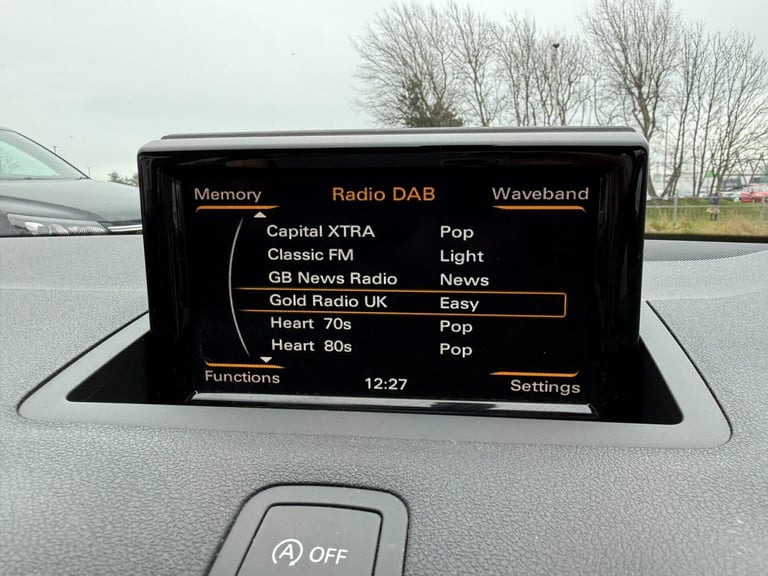 Memory Radio DAB Waveband
Capital XTRA Pop
Classic FM Light
GB News Radio News
Gold Radio UK Easy
Heart 70s Pop
Heart 80s Pop
Functions 12:27 Settings
A OFF